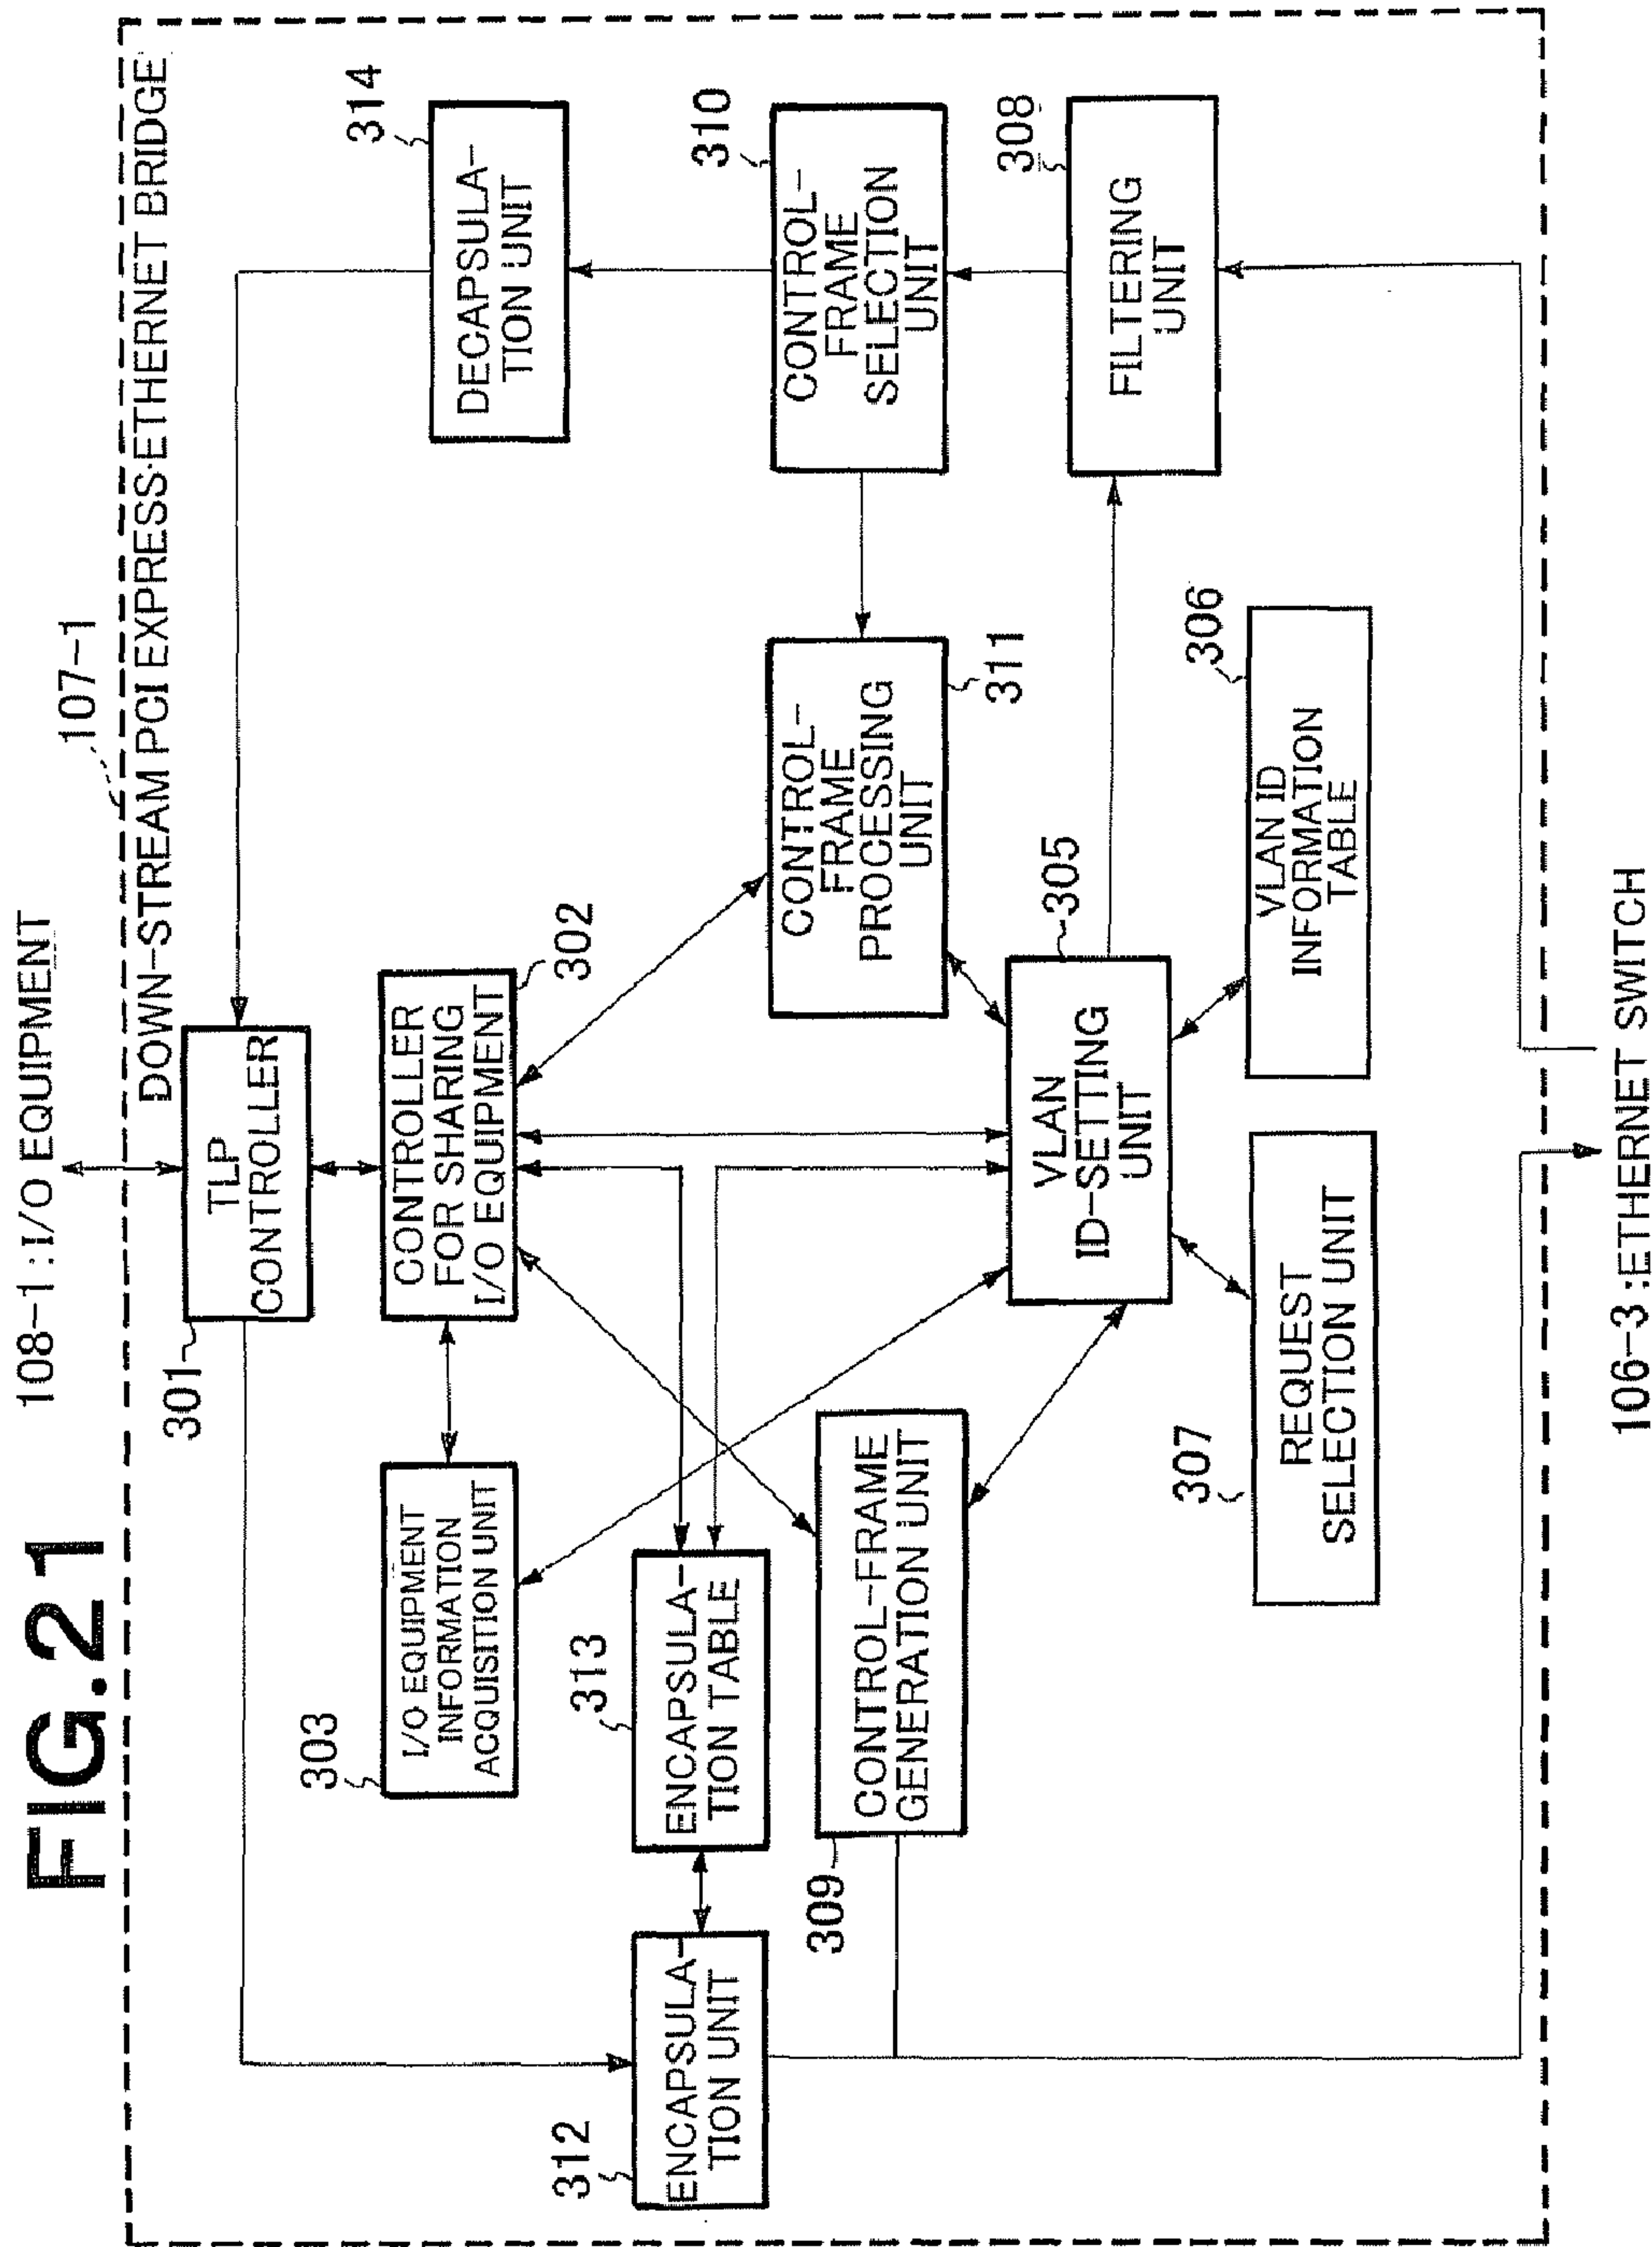 FIG.21
108-1:I/O EQUIPMENT
107-1
DOWN-STREAM PCI EXPRESS·ETHERNET BRIDGE
301
TLP
CONTROLLER
314
DECAPSULA-
TION UNIT
303
I/O EQUIPMENT
INFORMATION
ACQUISITION UNIT
CONTROLLER
FOR SHARING
I/O EQUIPMENT
302
312
ENCAPSULA-
TION UNIT
313
ENCAPSULA-
TION TABLE
310
CONTROL-
FRAME
SELECTION
UNIT
CONTROL-
FRAME
PROCESSING
UNIT
311
309
CONTROL-FRAME
GENERATION UNIT
308
FILTERING
UNIT
VLAN
ID-SETTING
UNIT
305
307
REQUEST
SELECTION UNIT
306
VLAN ID
INFORMATION
TABLE
106-3 :ETHERNET SWITCH